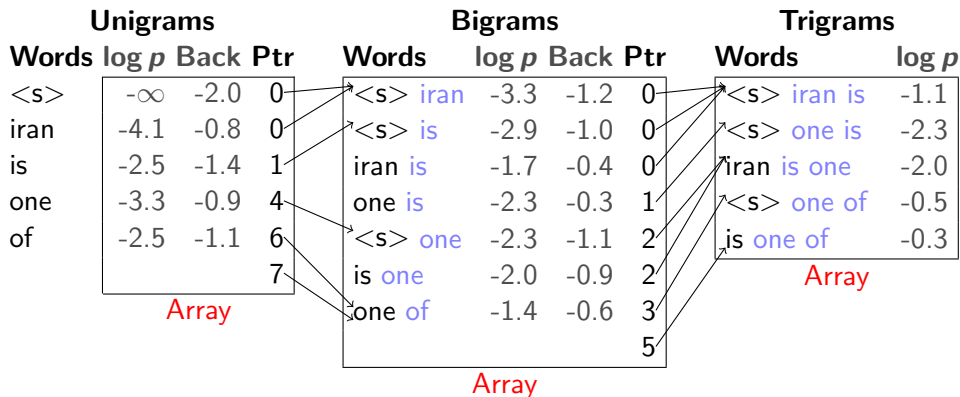 Unigrams Bigrams Trigrams
Words log p Back Ptr Words log p Back Ptr Words log p
<s> -∞ -2.0 0 <s> iran -3.3 -1.2 0 <s> iran is -1.1
iran -4.1 -0.8 0 <s> is -2.9 -1.0 0 <s> one is -2.3
is -2.5 -1.4 1 iran is -1.7 -0.4 0 iran is one -2.0
one -3.3 -0.9 4 one is -2.3 -0.3 1 <s> one of -0.5
of -2.5 -1.1 6 <s> one -2.3 -1.1 2 is one of -0.3
7 is one -2.0 -0.9 2 Array
Array one of -1.4 -0.6 3
5
Array